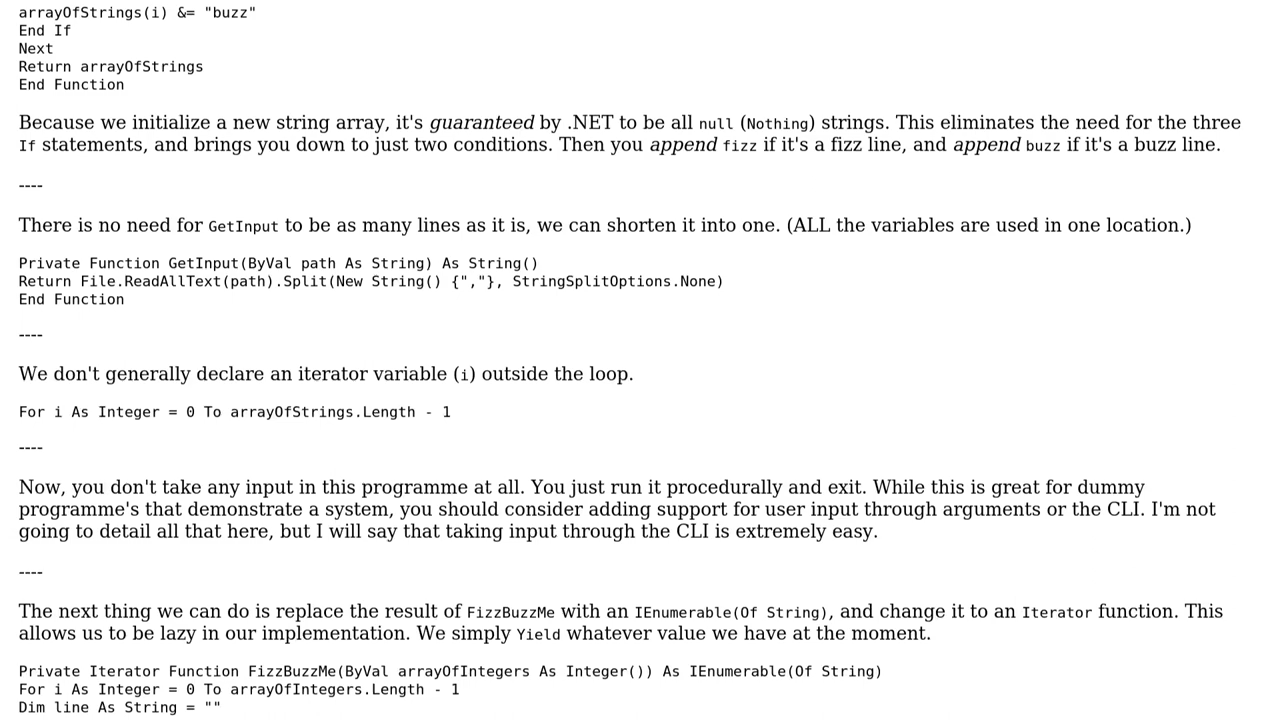 arrayOfStrings(i) &= "buzz"
End If
Next
Return arrayOfStrings
End Function
Because we initialize a new string array, it's guaranteed by .NET to be all null (Nothing) strings. This eliminates the need for the three
If statements, and brings you down to just two conditions. Then you append fizz if it's a fizz line, and append buzz if it's a buzz line.
----
There is no need for GetInput to be as many lines as it is, we can shorten it into one. (ALL the variables are used in one location.)
Private Function GetInput(ByVal path As String) As String()
Return File.ReadAllText(path).Split(New String() {","}, StringSplitOptions.None)
End Function
----
We don't generally declare an iterator variable (i) outside the loop.
For i As Integer = 0 To arrayOfStrings.Length - 1
----
Now, you don't take any input in this programme at all. You just run it procedurally and exit. While this is great for dummy
programme's that demonstrate a system, you should consider adding support for user input through arguments or the CLI. I'm not
going to detail all that here, but I will say that taking input through the CLI is extremely easy.
----
The next thing we can do is replace the result of FizzBuzzMe with an IEnumerable(Of String), and change it to an Iterator function. This
allows us to be lazy in our implementation. We simply Yield whatever value we have at the moment.
Private Iterator Function FizzBuzzMe(ByVal arrayOfIntegers As Integer()) As IEnumerable(Of String)
For i As Integer = 0 To arrayOfIntegers.Length - 1
Dim line As String = ""